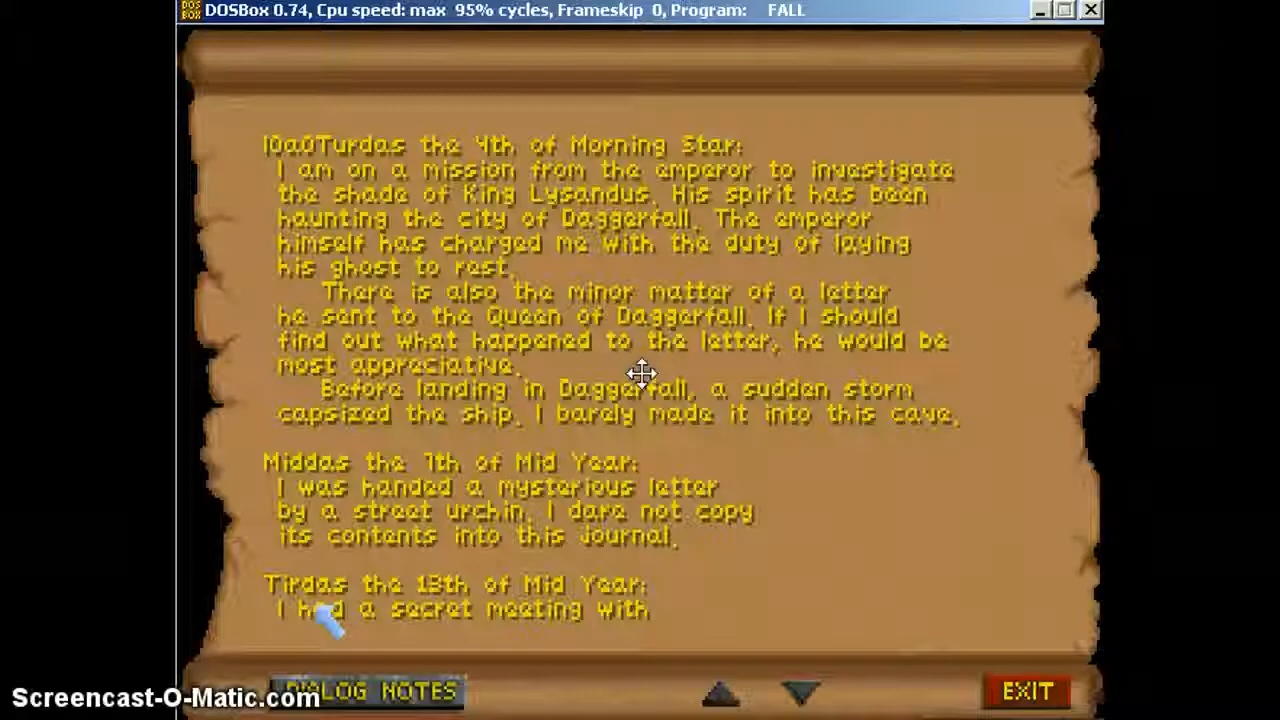 DOSBox 0.74, Cpu speed: max 95% cycles, Frameskip 0, Program: FALL
l0a0Turdas the 4th of Morning Star:
I am on a mission from the emperor to investigate
the shade of King Lysandus. His spirit has been
haunting the city of Daggerfall. The emperor
himself has charged me with the duty of laying
his ghost to rest.
There is also the minor matter of a letter
he sent to the Queen of Daggerfall. If I should
find out what happened to the letter, he would be
most appreciative.
Before landing in Daggerfall, a sudden storm
capsized the ship. I barely made it into this cave.
Middas the 7th of Mid Year:
I was handed a mysterious letter
by a street urchin. I dare not copy
its contents into this journal.
Tirdas the 13th of Mid Year:
I had a secret meeting with
DIALOG NOTES
EXIT
Screencast-O-Matic.com